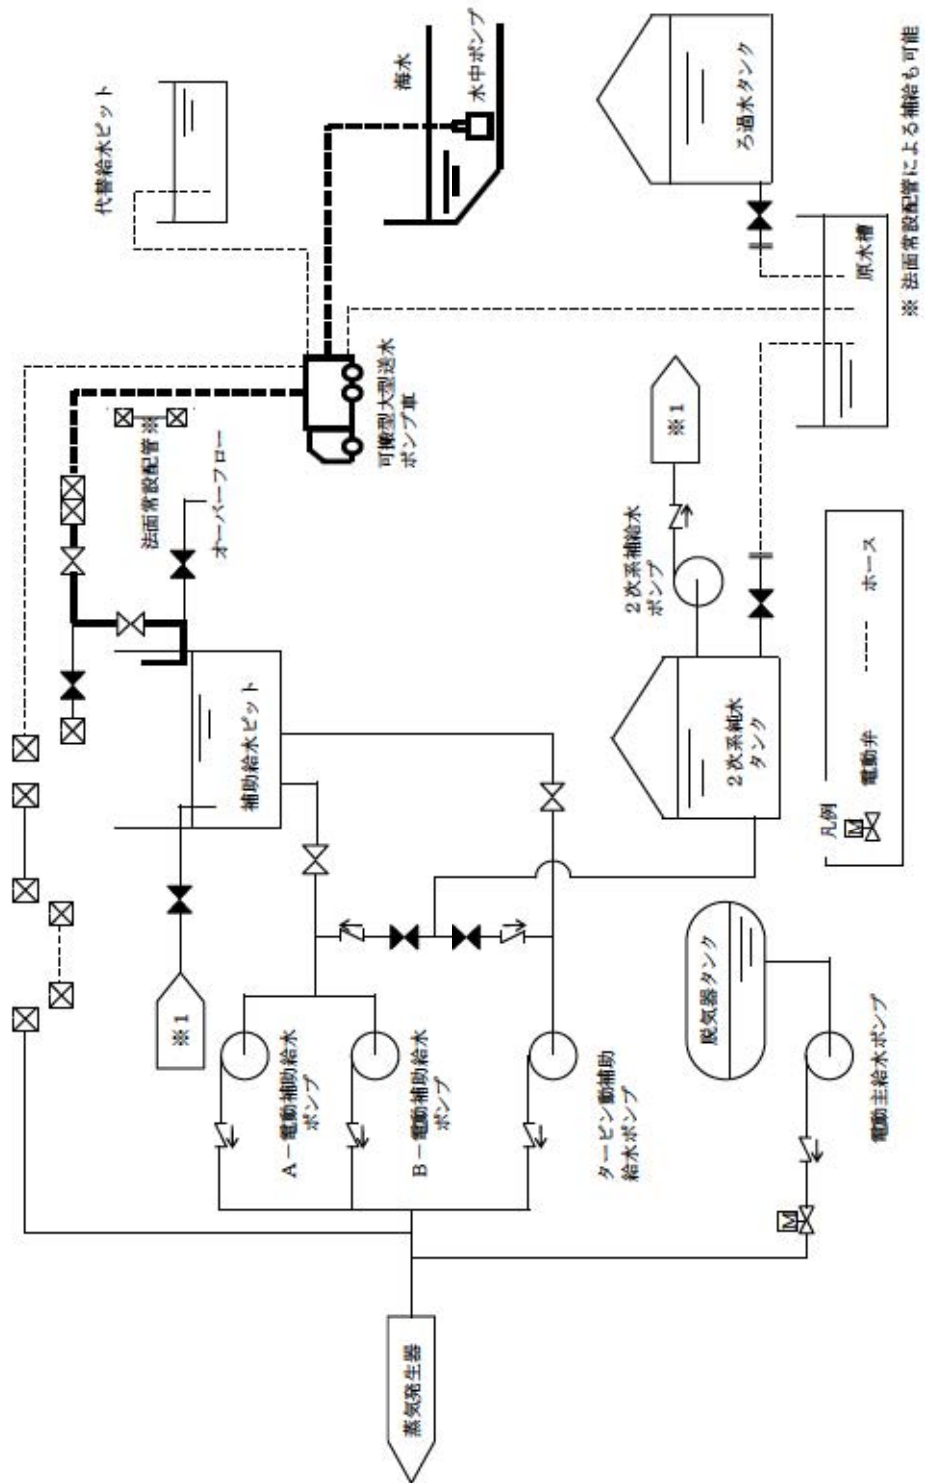 代替給水ピット
海水
水中ポンプ
ろ過水タンク
可搬型大型送水
ポンプ車
原水槽
※ 法面常設配管による補給も可能
法面常設配管※
オーバーフロー
※1
2次系補給水
ポンプ
補助給水ピット
2次系純水
タンク
凡例
M
電動弁
ホース
※1
A-電動補助給水
ポンプ
B-電動補助給水
ポンプ
タービン動補助
給水ポンプ
脱気器タンク
電動主給水ポンプ
M
蒸気発生器